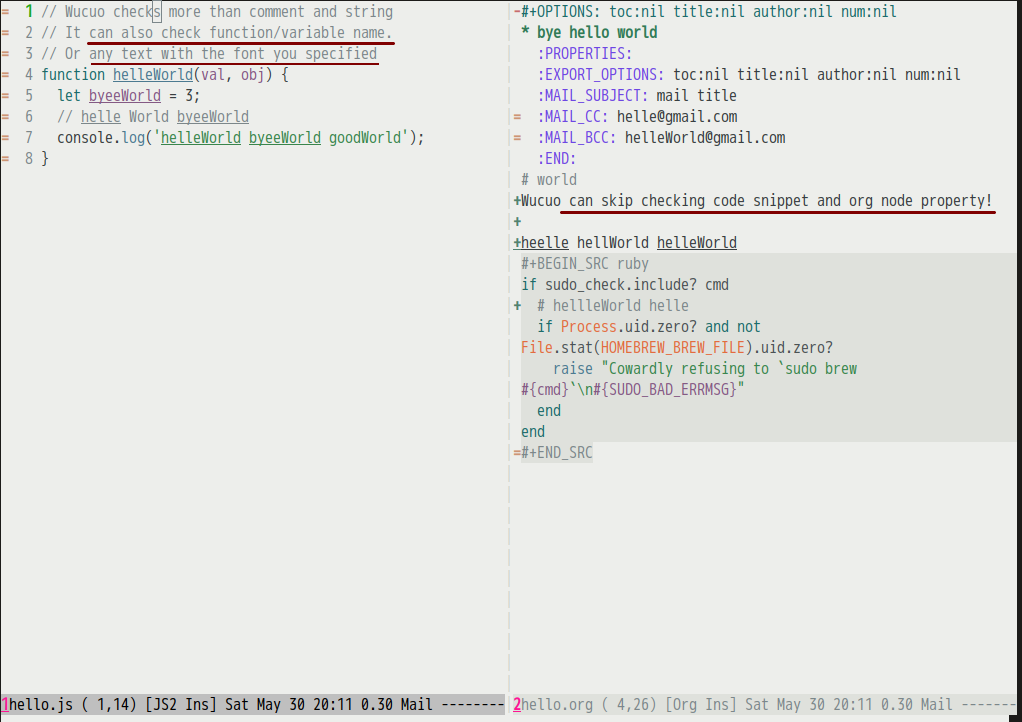 = 1 // Wucuo checks more than comment and string
= 2 // It can also check function/variable name.
= 3 // Or any text with the font you specified
= 4 function helleWorld(val, obj) {
= 5   let byeeWorld = 3;
= 6   // helle World byeeWorld
= 7   console.log('helleWorld byeeWorld goodWorld');
= 8 }
1hello.js ( 1,14) [JS2 Ins] Sat May 30 20:11 0.30 Mail --------
-#+OPTIONS: toc:nil title:nil author:nil num:nil
* bye hello world
  :PROPERTIES:
  :EXPORT_OPTIONS: toc:nil title:nil author:nil num:nil
  :MAIL_SUBJECT: mail title
= :MAIL_CC: helle@gmail.com
= :MAIL_BCC: helleWorld@gmail.com
  :END:
# world
+Wucuo can skip checking code snippet and org node property!
+
+heelle hellWorld helleWorld
#+BEGIN_SRC ruby
if sudo_check.include? cmd
+ # hellleWorld helle
  if Process.uid.zero? and not
File.stat(HOMEBREW_BREW_FILE).uid.zero?
    raise "Cowardly refusing to `sudo brew
#{cmd}`\n#{SUDO_BAD_ERRMSG}"
  end
end
=#+END_SRC
2hello.org ( 4,26) [Org Ins] Sat May 30 20:11 0.30 Mail -------